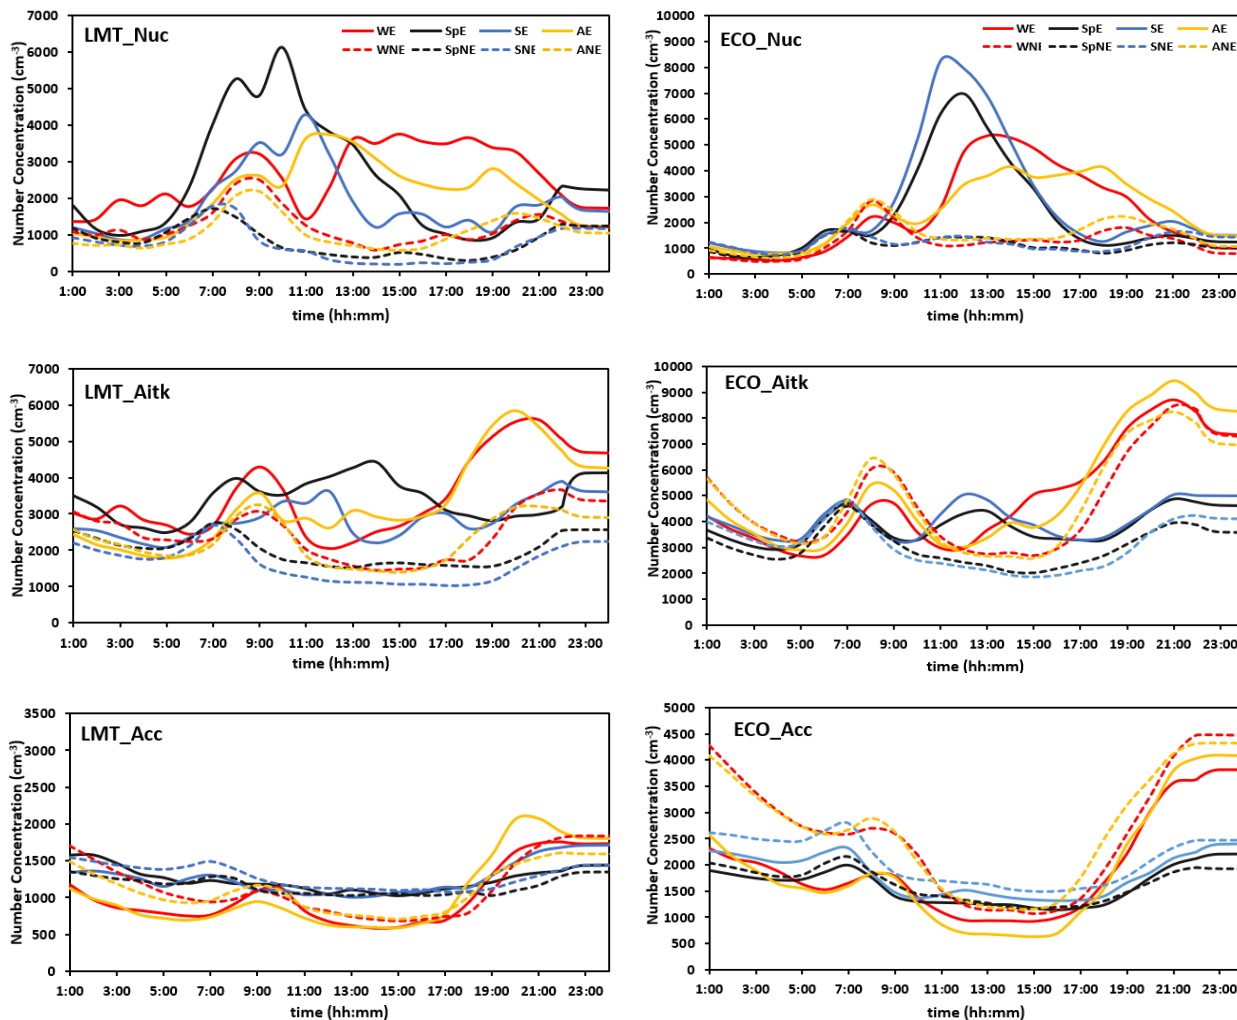 LMT_Nuc
WE SpE SE AE
WNE SpNE SNE ANE
Number Concentration (cm-3)
7000
6000
5000
4000
3000
2000
1000
0
1:00 3:00 5:00 7:00 9:00 11:00 13:00 15:00 17:00 19:00 21:00 23:00
time (hh:mm)
ECO_Nuc
WE SpE SE AE
WNE SpNE SNE ANE
Number Concentration (cm-3)
10000
9000
8000
7000
6000
5000
4000
3000
2000
1000
0
1:00 3:00 5:00 7:00 9:00 11:00 13:00 15:00 17:00 19:00 21:00 23:00
time (hh:mm)
LMT_Aitk
Number Concentration (cm-3)
7000
6000
5000
4000
3000
2000
1000
0
1:00 3:00 5:00 7:00 9:00 11:00 13:00 15:00 17:00 19:00 21:00 23:00
time (hh:mm)
ECO_Aitk
Number Concentration (cm-3)
10000
9000
8000
7000
6000
5000
4000
3000
2000
1000
0
1:00 3:00 5:00 7:00 9:00 11:00 13:00 15:00 17:00 19:00 21:00 23:00
time (hh:mm)
LMT_Acc
Number Concentration (cm-3)
3500
3000
2500
2000
1500
1000
500
0
1:00 3:00 5:00 7:00 9:00 11:00 13:00 15:00 17:00 19:00 21:00 23:00
time (hh:mm)
ECO_Acc
Number Concentration (cm-3)
5000
4500
4000
3500
3000
2500
2000
1500
1000
500
0
1:00 3:00 5:00 7:00 9:00 11:00 13:00 15:00 17:00 19:00 21:00 23:00
time (hh:mm)